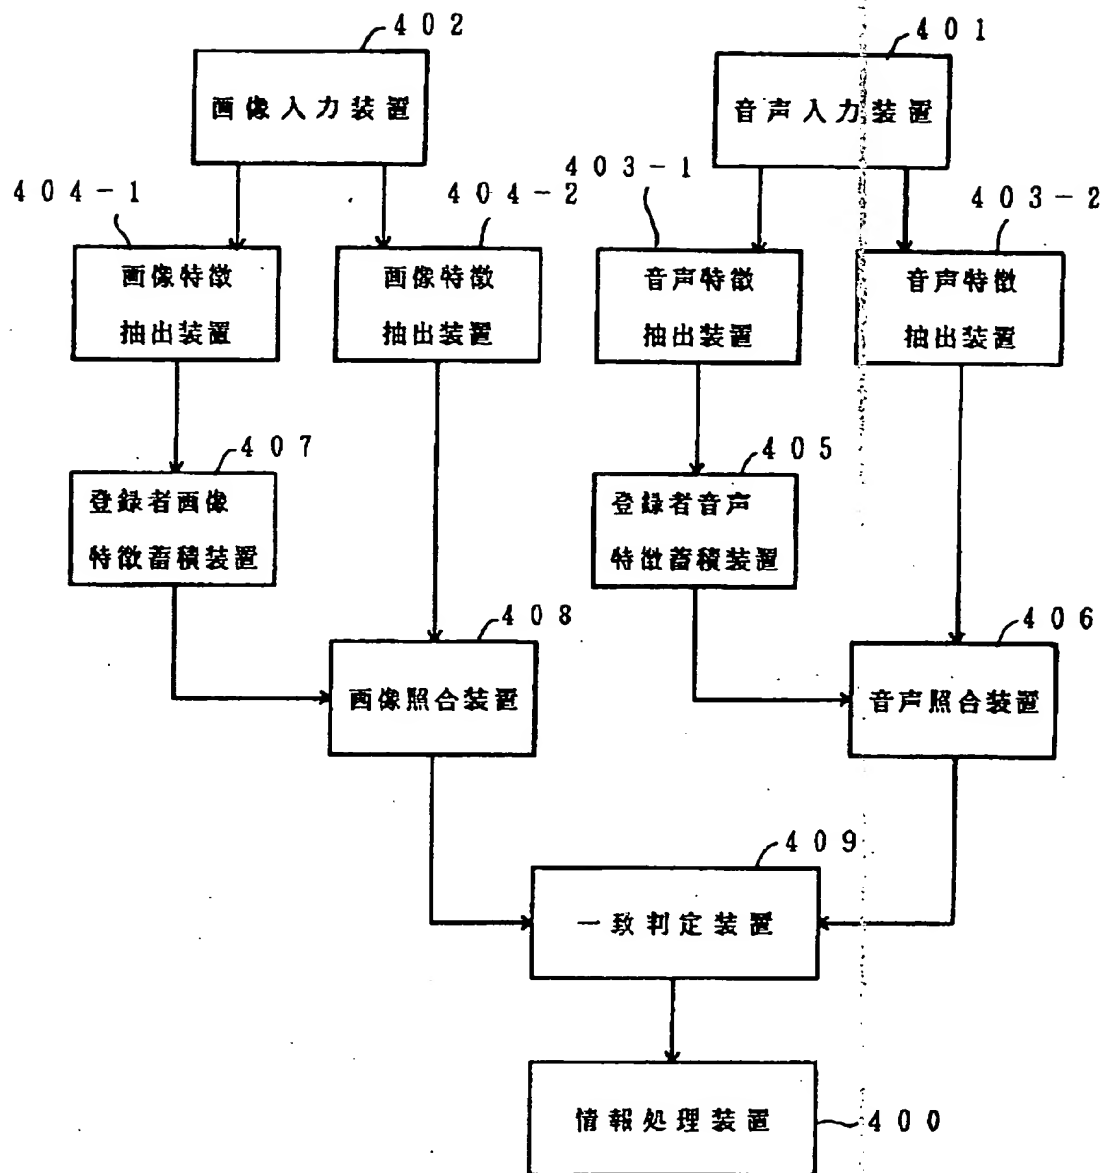 402
401
画像入力装置
音声入力装置
404-1
404-2
403-1
403-2
画像特徴
抽出装置
画像特徴
抽出装置
音声特徴
抽出装置
音声特徴
抽出装置
407
405
登録者画像
特徴蓄積装置
登録者音声
特徴蓄積装置
408
406
画像照合装置
音声照合装置
409
一致判定装置
情報処理装置
400